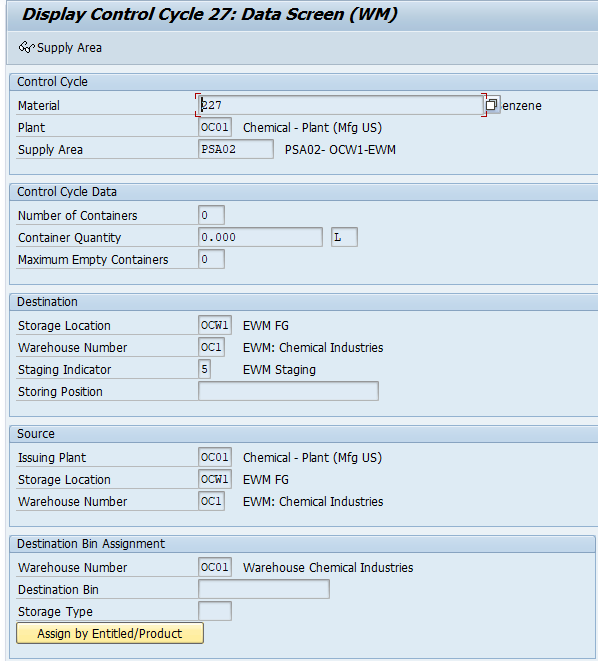 Display Control Cycle 27: Data Screen (WM)
Supply Area
Control Cycle
Material 227 enzene
Plant OC01 Chemical - Plant (Mfg US)
Supply Area PSA02 PSA02- OCW1-EWM
Control Cycle Data
Number of Containers 0
Container Quantity 0.000 L
Maximum Empty Containers 0
Destination
Storage Location OCW1 EWM FG
Warehouse Number OC1 EWM: Chemical Industries
Staging Indicator 5 EWM Staging
Storing Position
Source
Issuing Plant OC01 Chemical - Plant (Mfg US)
Storage Location OCW1 EWM FG
Warehouse Number OC1 EWM: Chemical Industries
Destination Bin Assignment
Warehouse Number OC01 Warehouse Chemical Industries
Destination Bin
Storage Type
Assign by Entitled/Product